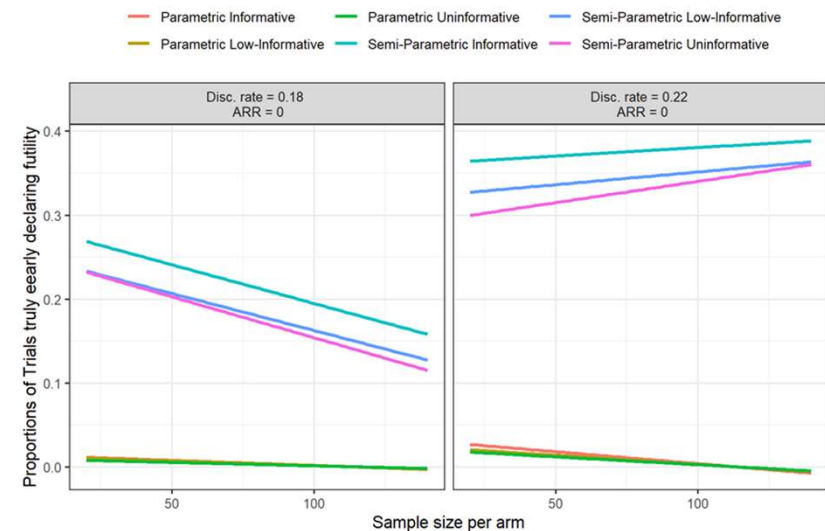 Parametric Informative Parametric Uninformative Semi-Parametric Low-Informative
Parametric Low-Informative Semi-Parametric Informative Semi-Parametric Uninformative
Disc. rate = 0.18
ARR = 0
Disc. rate = 0.22
ARR = 0
Proportions of Trials truly eearly declaring futility
0.4
0.3
0.2
0.1
0.0
50 100 50 100
Sample size per arm